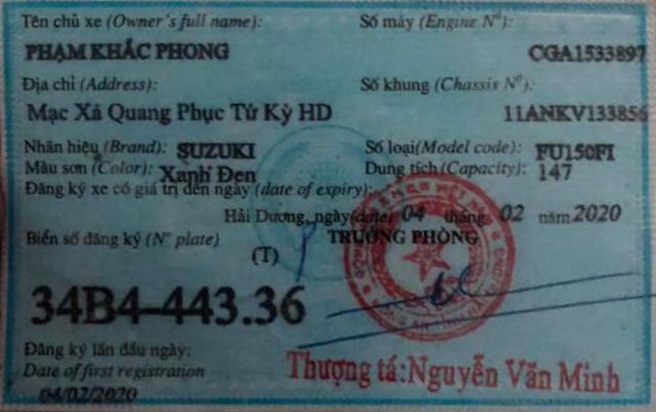 Tên chủ xe (Owner's full name):
Số máy (Engine Nº):
PHẠM KHẮC PHONG
CGA1533897
Địa chỉ (Address):
Số khung (Chassis Nº):
Mạc Xá Quang Phục Tứ Kỳ HD
11ANKV133856
Nhãn hiệu (Brand): SUZUKI
Số loại(Model code): FU150FI
Màu sơn (Color): Xanh Đen
Dung tích (Capacity): 147
Đăng ký xe có giá trị đến ngày (date of expiry):
Hải Dương, ngày(date) 04 tháng 02 năm 2020
Biển số đăng ký (Nº plate)
TRƯỞNG PHÒNG
(T)
34B4-443.36
Đăng ký lần đầu ngày:
Date of first registration
04/02/2020
Thượng tá:Nguyễn Văn Minh